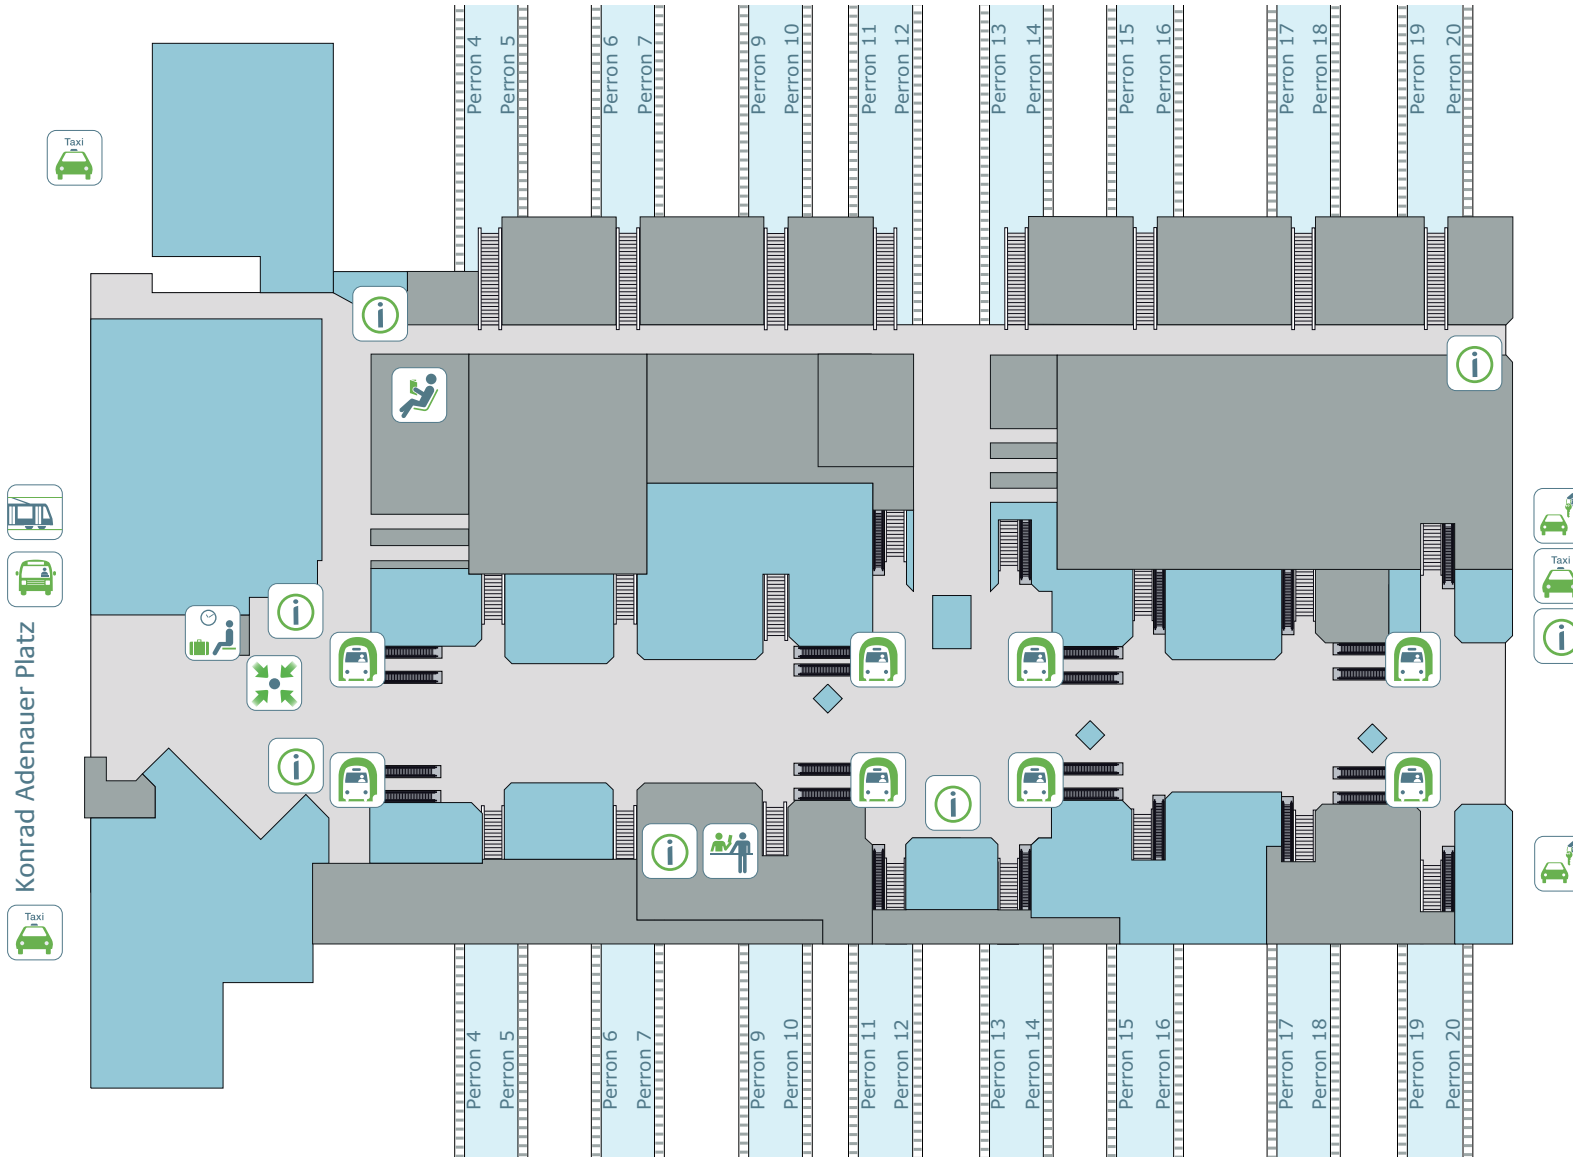 Perron 4
Perron 5
Perron 6
Perron 7
Perron 9
Perron 10
Perron 11
Perron 12
Perron 13
Perron 14
Perron 15
Perron 16
Perron 17
Perron 18
Perron 19
Perron 20
Taxi
Taxi
Konrad Adenauer Platz
Taxi
Perron 4
Perron 5
Perron 6
Perron 7
Perron 9
Perron 10
Perron 11
Perron 12
Perron 13
Perron 14
Perron 15
Perron 16
Perron 17
Perron 18
Perron 19
Perron 20